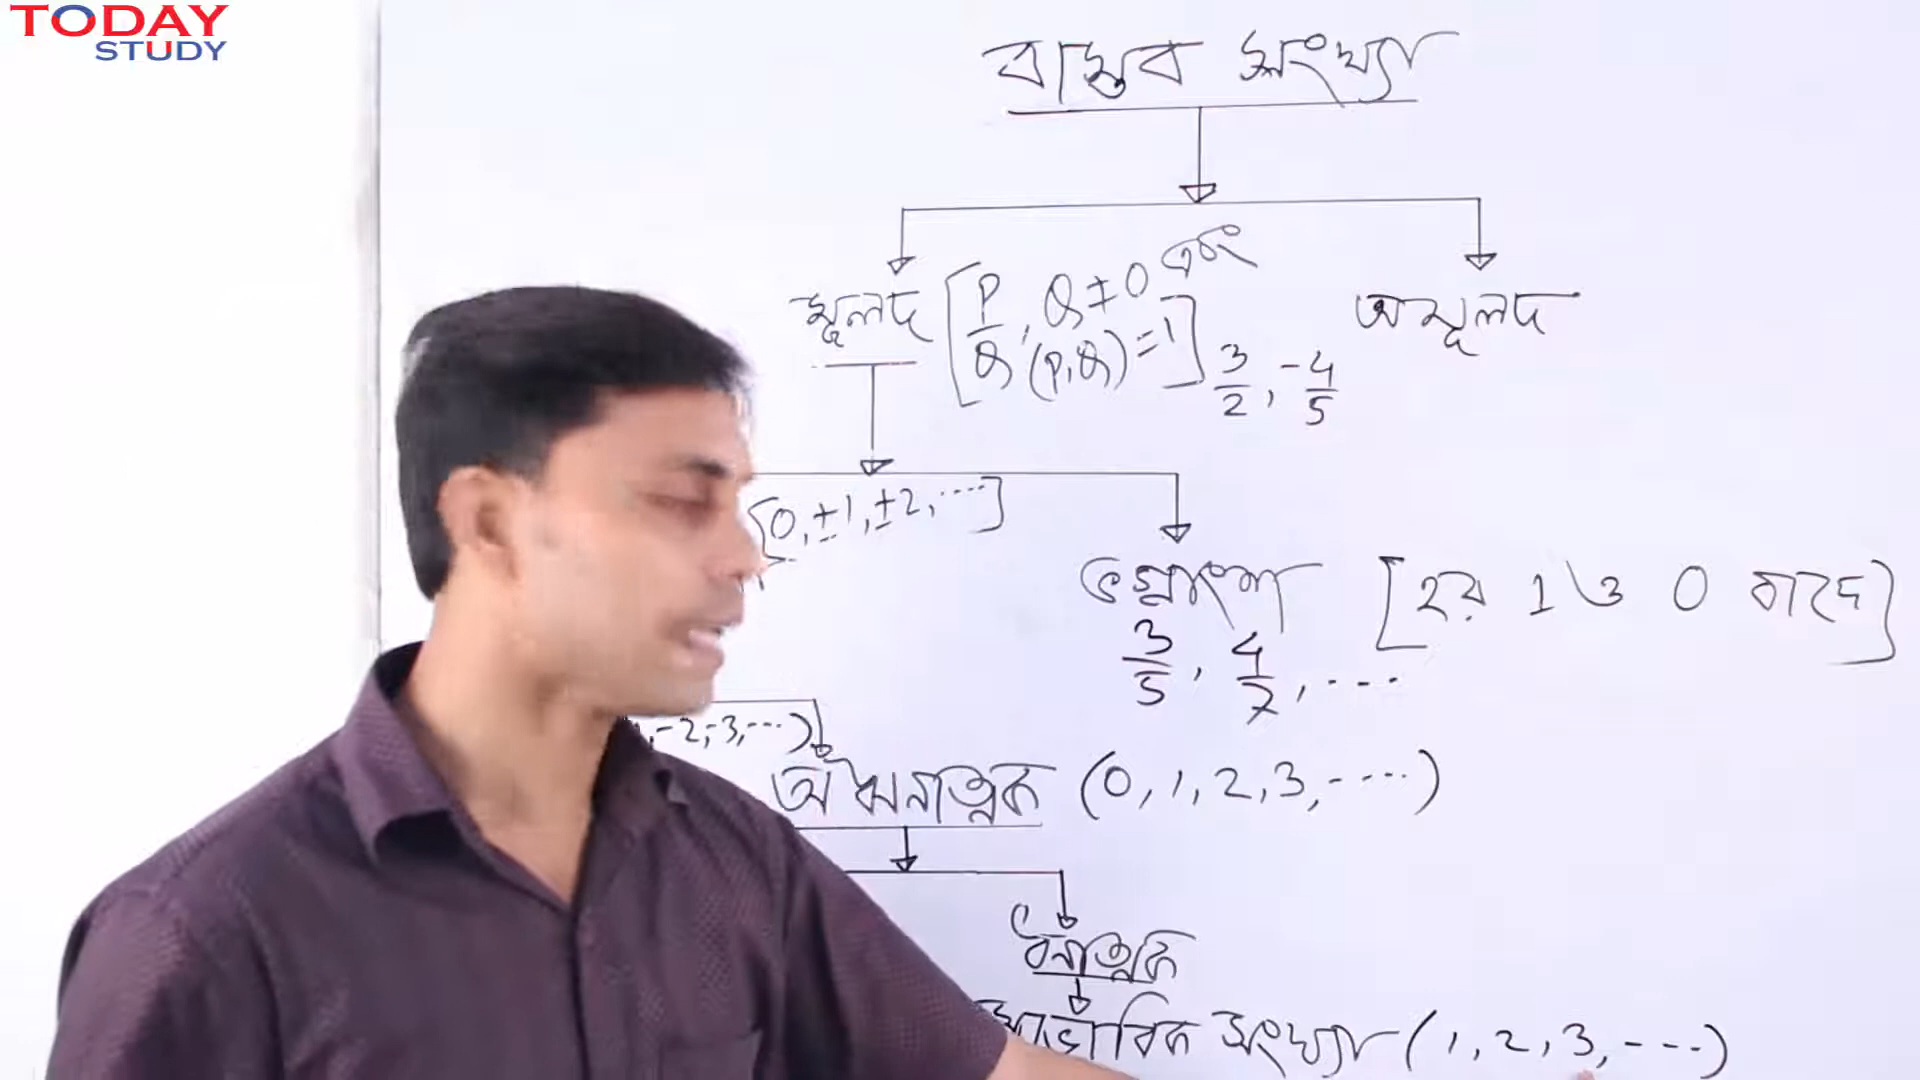 TODAY
STUDY
বাস্তব সংখ্যা
মূলদ [P/Q, Q ± 0 এবং (P,Q) = 1] 3/2, -4/5
অমূলদ
[0, ±1, ±2, ....]
ভগ্নাংশ [হর 1 ও 0 বাদে]
3/5, 4/7, ....
, -2, -3, ...)
অঋনাত্মক (0, 1, 2, 3, .....)
ধনাত্মক
স্বাভাবিক সংখ্যা (1, 2, 3, ----)